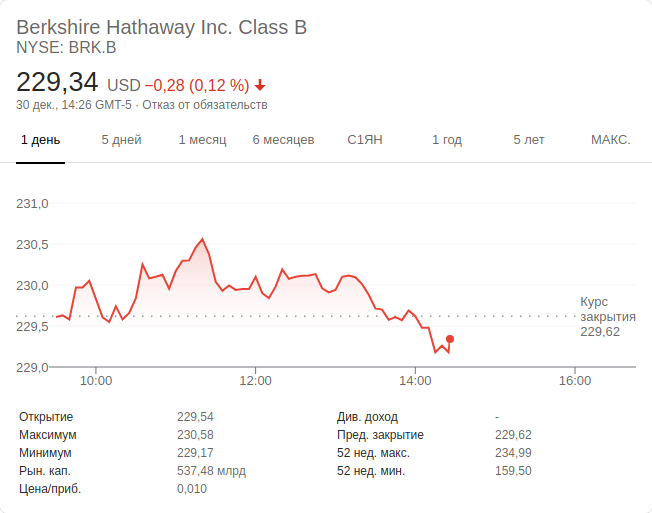 Berkshire Hathaway Inc. Class B
NYSE: BRK.B
229,34 USD −0,28 (0,12 %)
30 дек., 14:26 GMT-5 · Отказ от обязательств
1 день 5 дней 1 месяц 6 месяцев С1ЯН 1 год 5 лет МАКС.
231,0
230,5
230,0
229,5
229,0
Курс
закрытия
229,62
10:00 12:00 14:00 16:00
Открытие 229,54 Див. доход -
Максимум 230,58 Пред. закрытие 229,62
Минимум 229,17 52 нед. макс. 234,99
Рын. кап. 537,48 млрд 52 нед. мин. 159,50
Цена/приб. 0,010